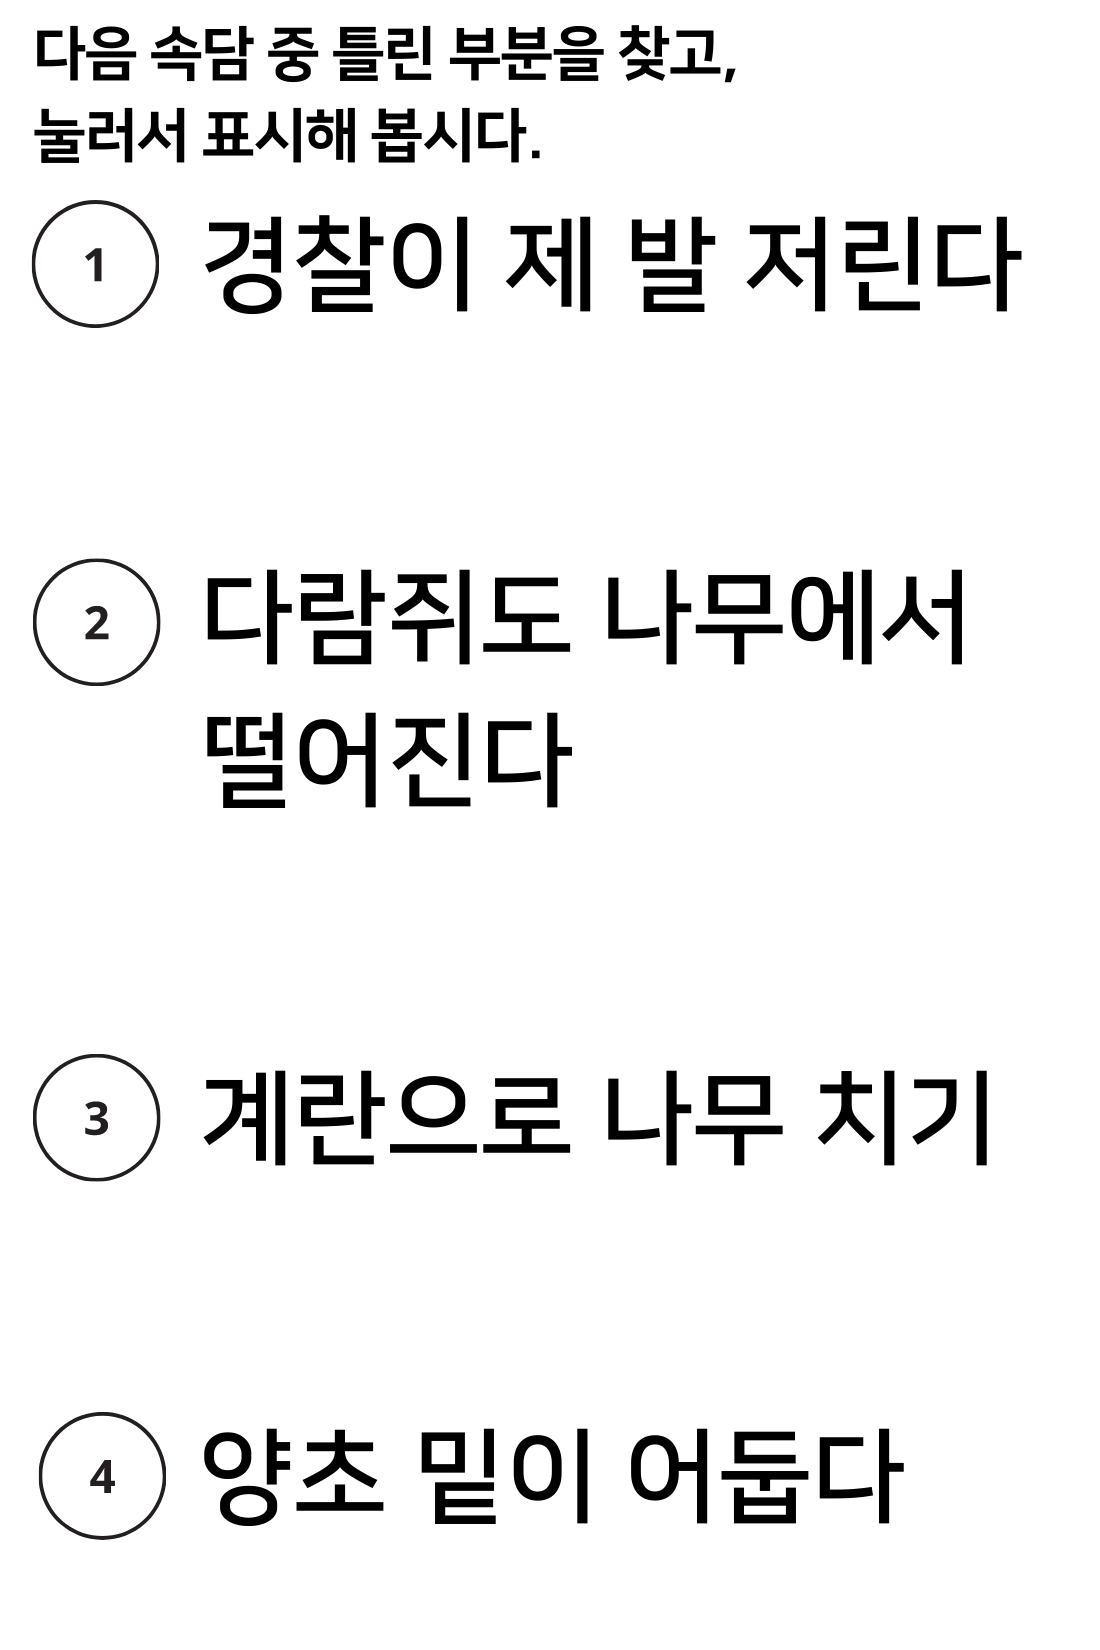 다음 속담 중 틀린 부분을 찾고,
눌러서 표시해 봅시다.
1 경찰이 제 발 저린다
2 다람쥐도 나무에서
떨어진다
3 계란으로 나무 치기
4 양초 밑이 어둡다